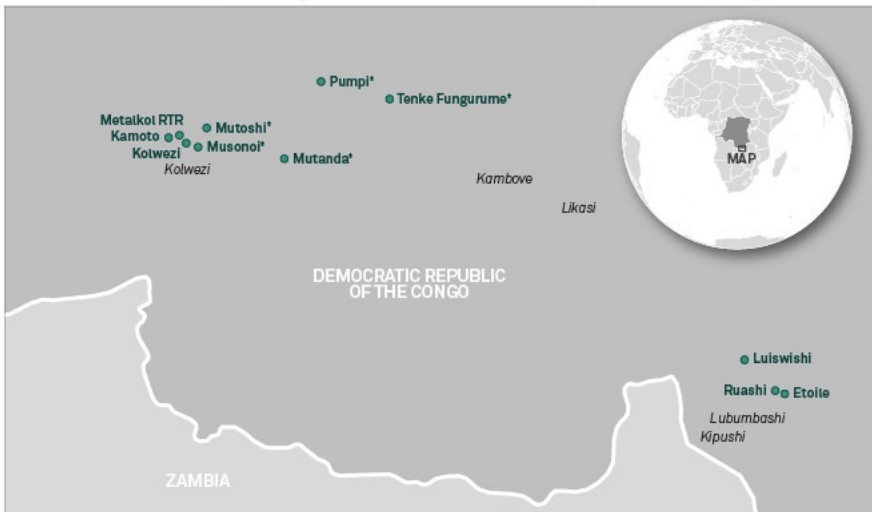 Pumpi*
Tenke Fungurume*
Metalkol RTR
Mutoshi*
Kamoto
Kolwezi
Musonoi*
Kolwezi
Mutanda*
MAP
Kambove
Likasi
DEMOCRATIC REPUBLIC
OF THE CONGO
Luiswishi
Ruashi
Etoile
Lubumbashi
Kipushi
ZAMBIA